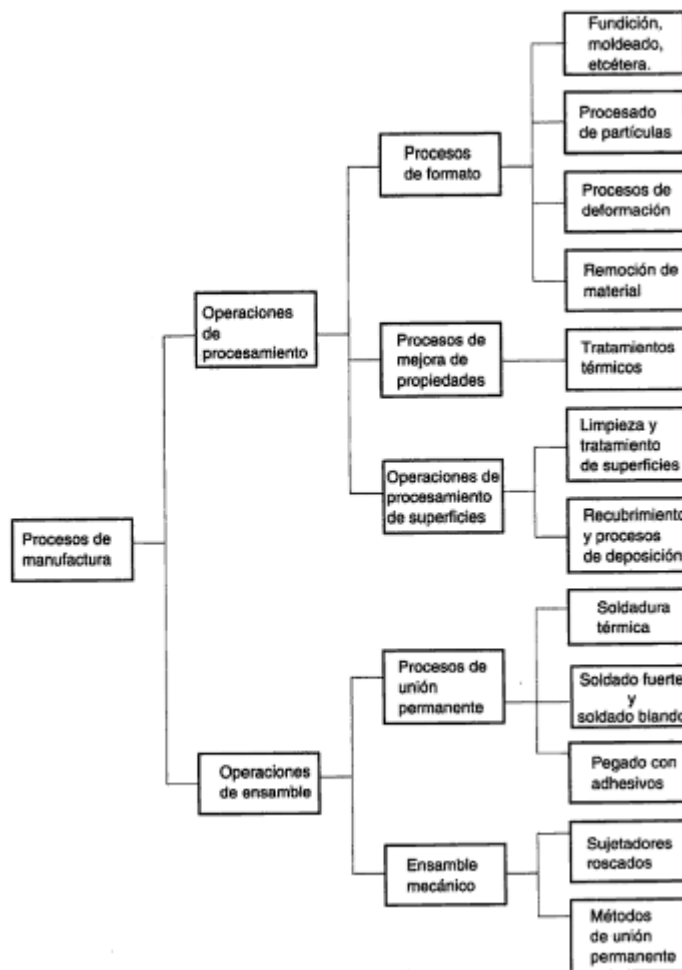 Fundición,
moldeado,
etcétera.
Procesado
de partículas
Procesos
de formato
Procesos de
deformación
Remoción de
material
Operaciones
de
procesamiento
Procesos de
mejora de
propiedades
Tratamientos
térmicos
Limpieza y
tratamiento
de superficies
Operaciones de
procesamiento
de superficies
Recubrimiento
y procesos
de deposición
Procesos de
manufactura
Soldadura
térmica
Procesos de
unión
permanente
Soldado fuerte
y
soldado blando
Operaciones
de ensamble
Pegado con
adhesivos
Sujetadores
roscados
Ensamble
mecánico
Métodos
de unión
permanente